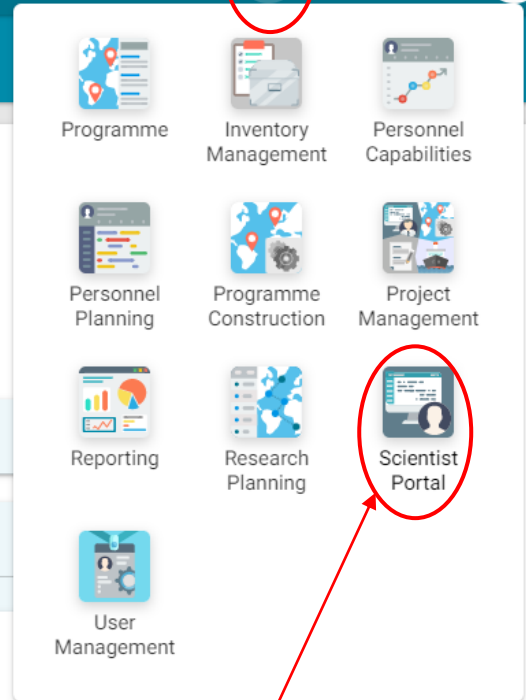 Programme
Inventory
Management
Personnel
Capabilities
Personnel
Planning
Programme
Construction
Project
Management
Reporting
Research
Planning
Scientist
Portal
User
Management